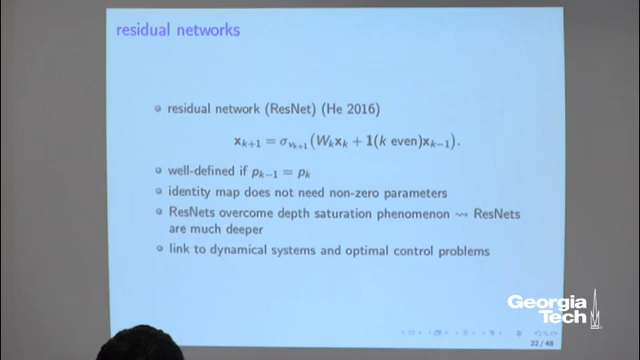 residual networks
residual network (ResNet) (He 2016)
x_{k+1} = σ_{v_{k+1}}(W_k x_k + 1(k even)x_{k−1}).
well-defined if p_{k−1} = p_k
identity map does not need non-zero parameters
ResNets overcome depth saturation phenomenon ⇝ ResNets
are much deeper
link to dynamical systems and optimal control problems
Georgia
Tech
22 / 48